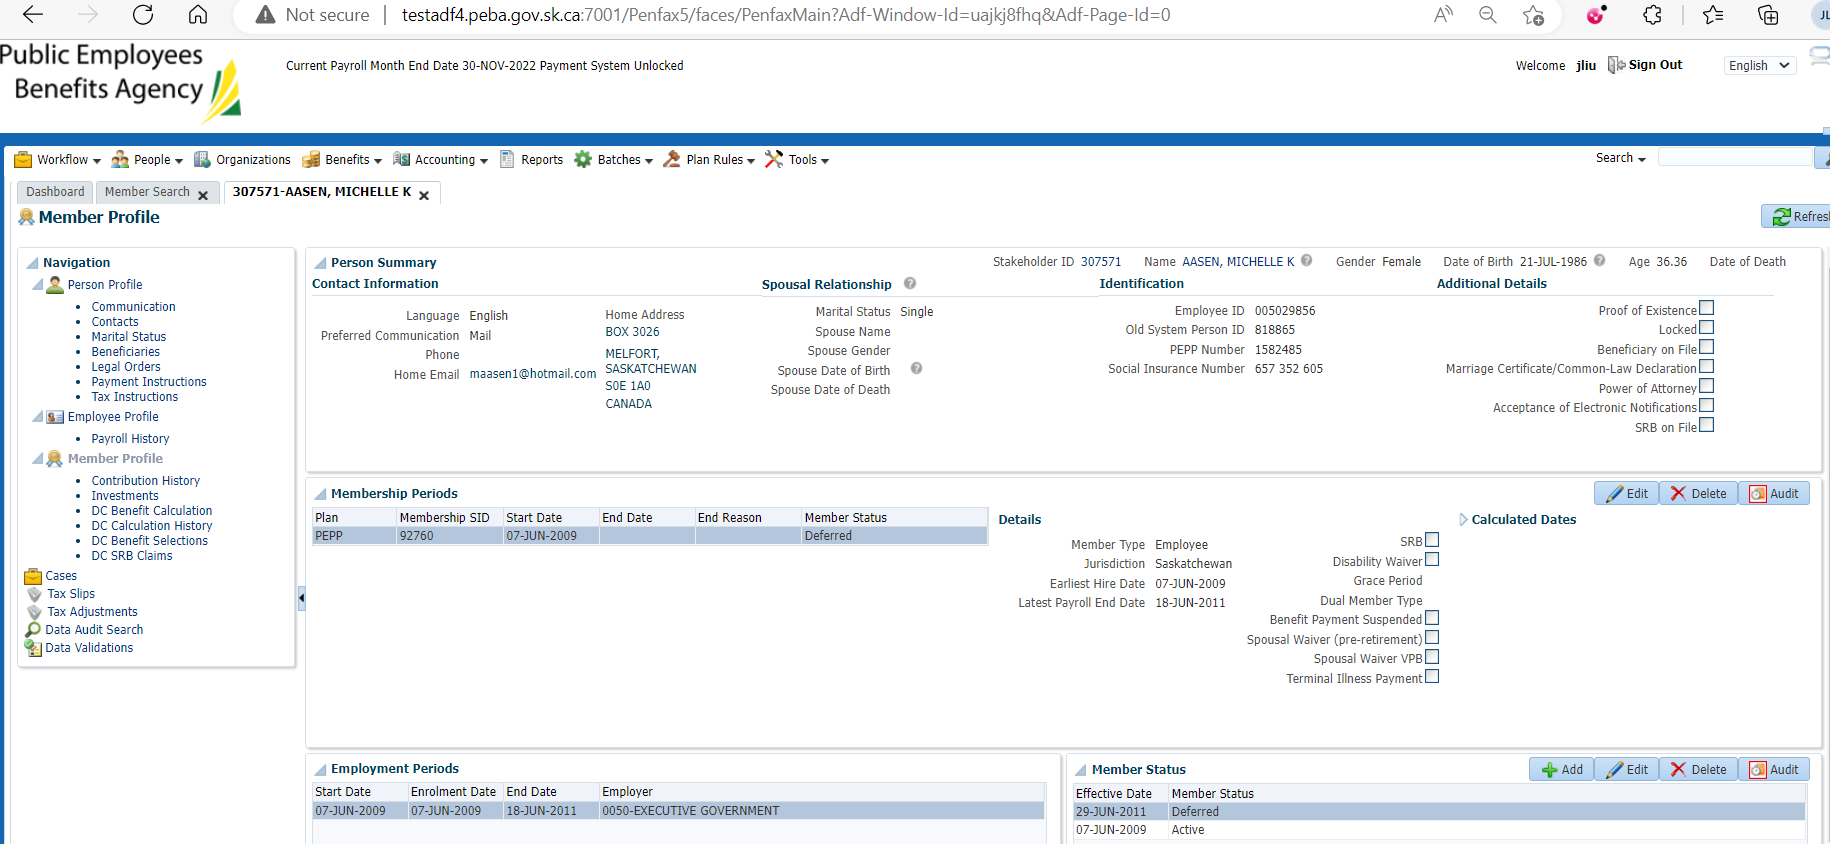 Not secure | testadf4.peba.gov.sk.ca:7001/Penfax5/faces/PenfaxMain?Adf-Window-Id=uajkj8fhq&Adf-Page-Id=0
Public Employees
Benefits Agency
Current Payroll Month End Date 30-NOV-2022 Payment System Unlocked
Welcome jliu Sign Out English
Workflow People Organizations Benefits Accounting Reports Batches Plan Rules Tools Search
Dashboard Member Search 307571-AASEN, MICHELLE K
Member Profile
Refresh
Navigation
Person Profile
Communication
Contacts
Marital Status
Beneficiaries
Legal Orders
Payment Instructions
Tax Instructions
Employee Profile
Payroll History
Member Profile
Contribution History
Investments
DC Benefit Calculation
DC Calculation History
DC Benefit Selections
DC SRB Claims
Cases
Tax Slips
Tax Adjustments
Data Audit Search
Data Validations
Person Summary
Stakeholder ID 307571 Name AASEN, MICHELLE K Gender Female Date of Birth 21-JUL-1986 Age 36.36 Date of Death
Contact Information
Language English
Preferred Communication Mail
Phone
Home Email maasen1@hotmail.com
Home Address
BOX 3026
MELFORT,
SASKATCHEWAN
S0E 1A0
CANADA
Spousal Relationship
Marital Status Single
Spouse Name
Spouse Gender
Spouse Date of Birth
Spouse Date of Death
Identification
Employee ID 005029856
Old System Person ID 818865
PEPP Number 1582485
Social Insurance Number 657 352 605
Additional Details
Proof of Existence
Locked
Beneficiary on File
Marriage Certificate/Common-Law Declaration
Power of Attorney
Acceptance of Electronic Notifications
SRB on File
Membership Periods
Edit Delete Audit
Plan Membership SID Start Date End Date End Reason Member Status
PEPP 92760 07-JUN-2009 Deferred
Details
Member Type Employee
Jurisdiction Saskatchewan
Earliest Hire Date 07-JUN-2009
Latest Payroll End Date 18-JUN-2011
SRB
Disability Waiver
Grace Period
Dual Member Type
Benefit Payment Suspended
Spousal Waiver (pre-retirement)
Spousal Waiver VPB
Terminal Illness Payment
Calculated Dates
Employment Periods
Start Date Enrolment Date End Date Employer
07-JUN-2009 07-JUN-2009 18-JUN-2011 0050-EXECUTIVE GOVERNMENT
Member Status
Add Edit Delete Audit
Effective Date Member Status
29-JUN-2011 Deferred
07-JUN-2009 Active